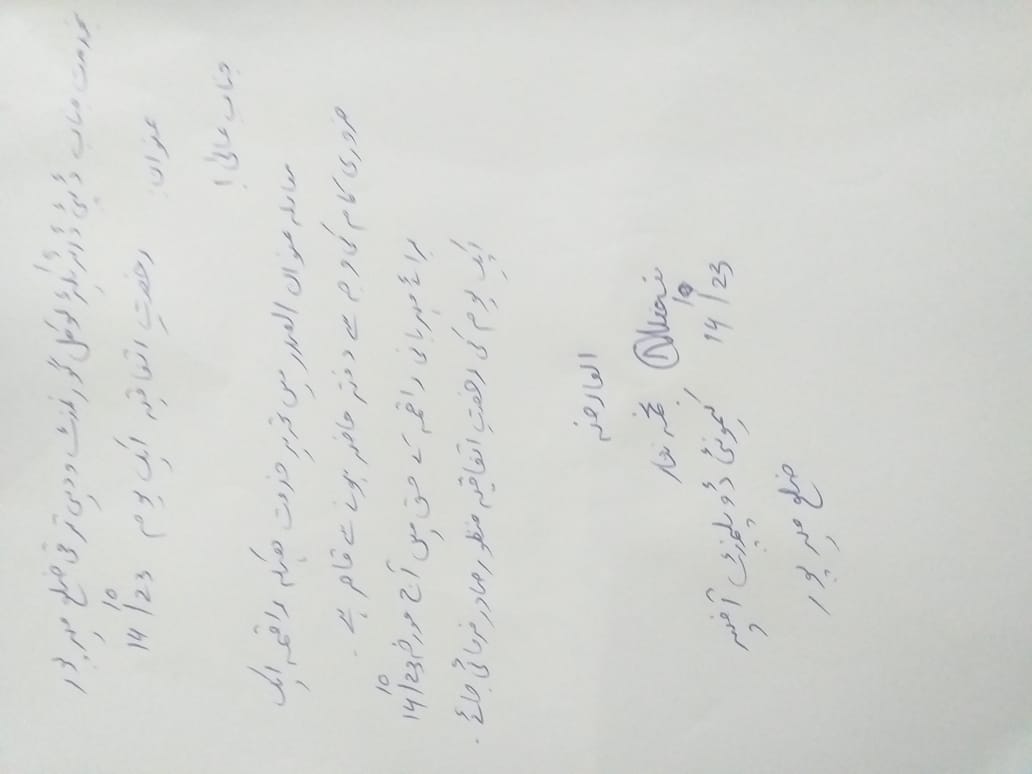 بخدمت جناب ڈپٹی ڈائریکٹر لوکل گورنمنٹ و دیہی ترقی ضلع میرپور
عنوان: رخصتِ اتفاقیہ ایک یوم 14/10/23
جناب عالیٰ!
معاملہ عنوان الصدر میں تحریر خدمت ھیکہ راقمہ ایک
ضروری کام کی وجہ سے دفتر حاضر ہونے سے قاصر ہے۔
برائے مہربانی راقمہ کے حق میں آج مورخہ 14/10/23
ایک یوم کی رخصتِ اتفاقیہ منظور صادر فرمائی جائے۔
العارضہ
نجمہ
14/10/23 کمیونٹی ڈویلپمنٹ آفیسر
ضلع میرپور